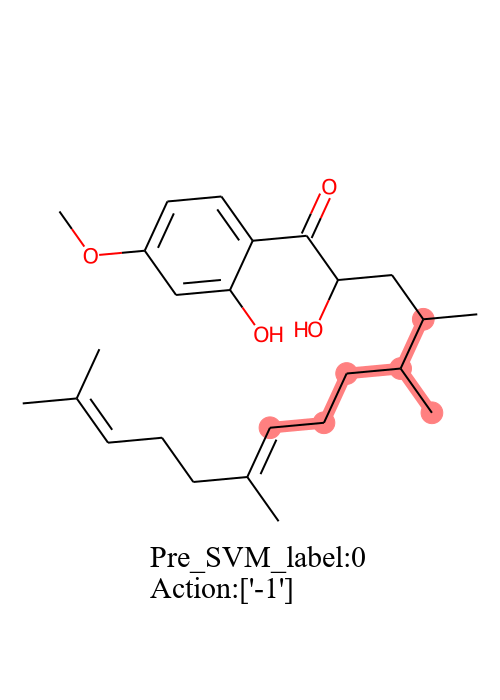 O
O
OH HO
Pre_SVM_label:0
Action:['-1']